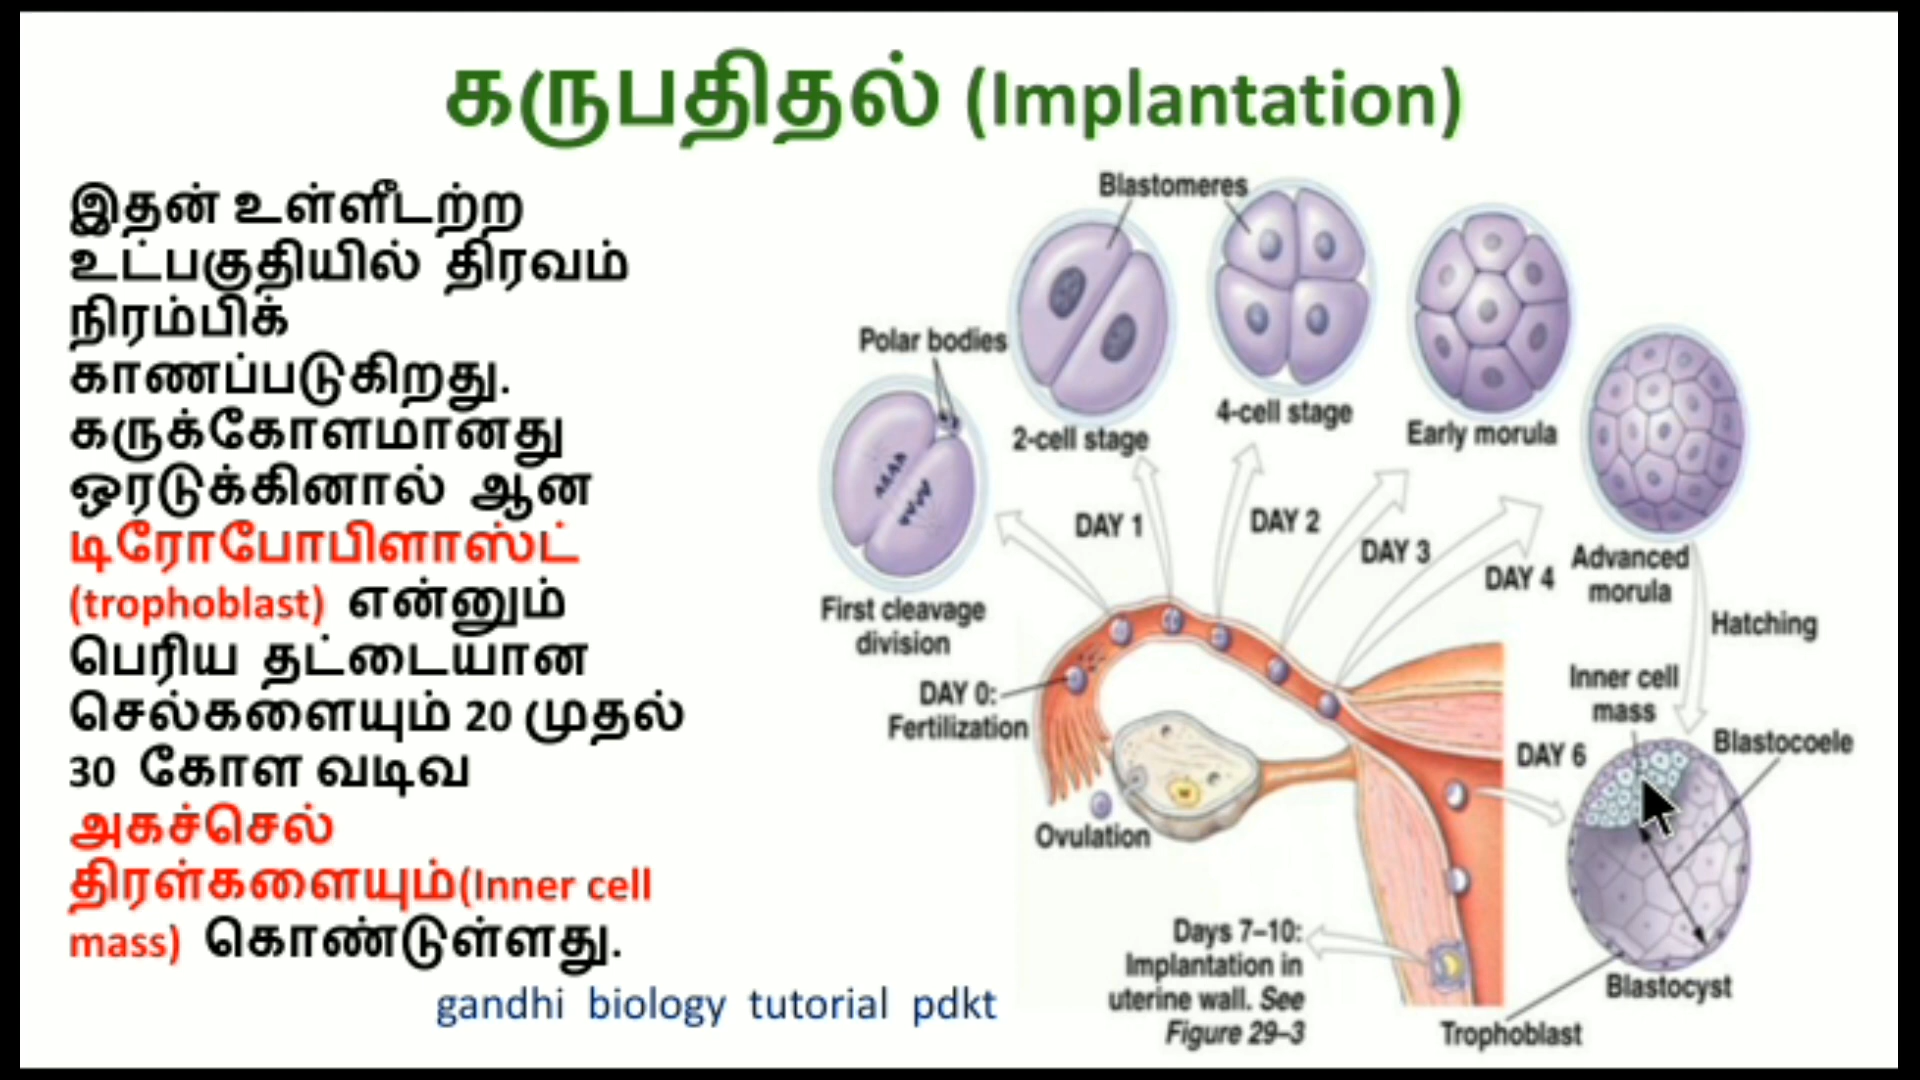 கருபதிதல் (Implantation)
இதன் உள்ளீடற்ற
உட்பகுதியில் திரவம்
நிரம்பிக்
காணப்படுகிறது.
கருக்கோளமானது
ஒரடுக்கினால் ஆன
டிரோபோபிளாஸ்ட்
(trophoblast) என்னும்
பெரிய தட்டையான
செல்களையும் 20 முதல்
30 கோள வடிவ
அகச்செல்
திரள்களையும்(Inner cell
mass) கொண்டுள்ளது.
gandhi biology tutorial pdkt
Blastomeres
Polar bodies
2-cell stage
4-cell stage
Early morula
Advanced
morula
First cleavage
division
DAY 1
DAY 2
DAY 3
DAY 4
Hatching
DAY 0:
Fertilization
Inner cell
mass
DAY 6
Blastocoele
Ovulation
Days 7–10:
Implantation in
uterine wall. See
Figure 29–3
Blastocyst
Trophoblast